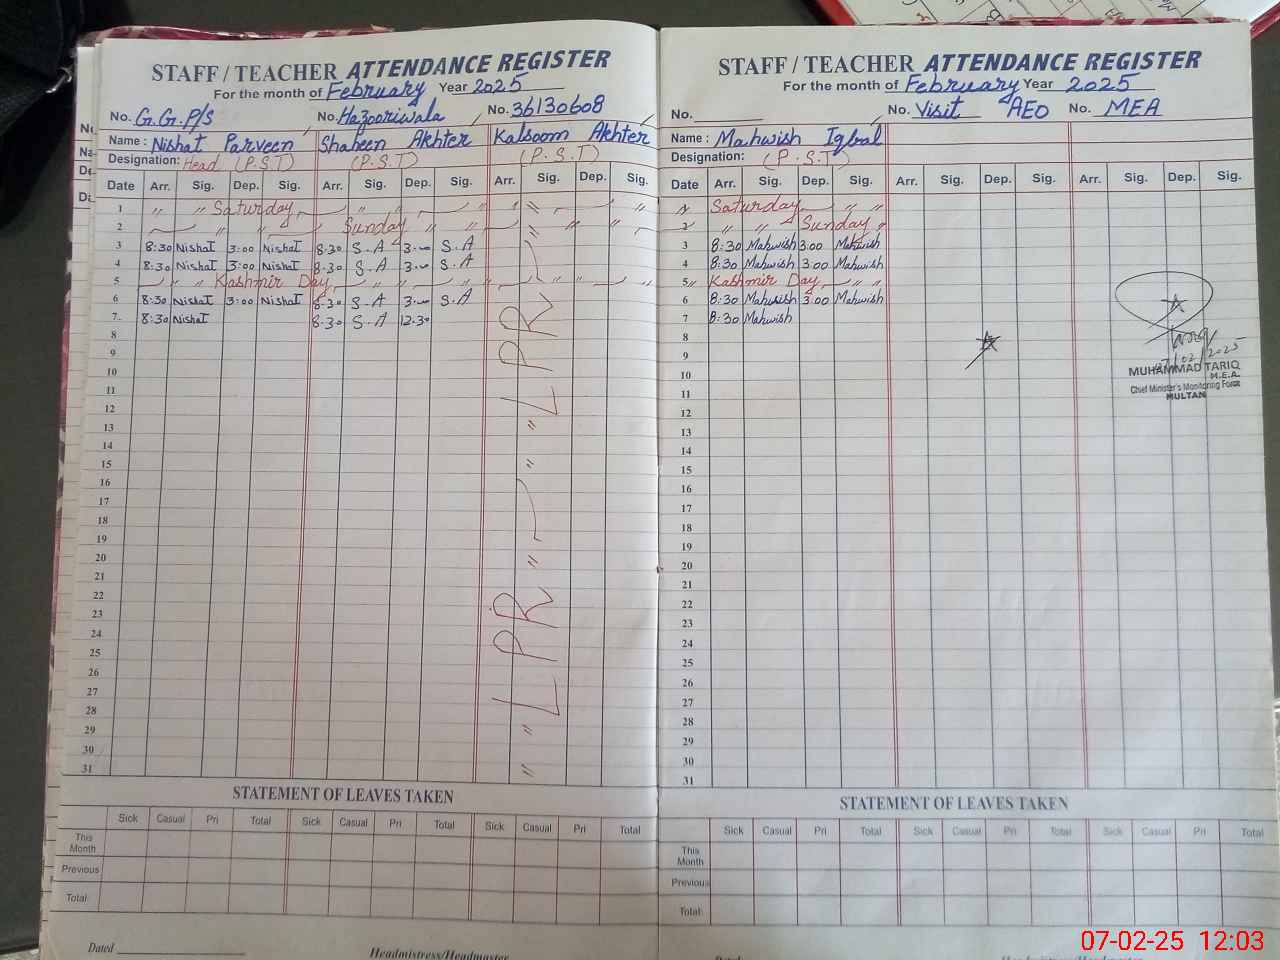 STAFF / TEACHER ATTENDANCE REGISTER
For the month of February Year 2025
No. G.G.P/S No. Hazooriwala No. 36130608
Name : Nishat Parveen Shaheen Akhter Kalsoom Akhter
Designation: Head (P.S.T) (P.S.T) (P.S.T)
Date Arr. Sig. Dep. Sig. Arr. Sig. Dep. Sig. Arr. Sig. Dep. Sig.
1 〃 〃 Saturday 〃 〃 〃 〃
2 〃 〃 〃 Sunday 〃 〃 〃
3 8:30 Nishat 3:00 Nishat 8:30 S.A 3:00 S.A
4 8:30 Nishat 3:00 Nishat 8:30 S.A 3:00 S.A
5 〃 〃 Kashmir Day 〃 〃 〃 〃
6 8:30 Nishat 3:00 Nishat 8:30 S.A 3:00 S.A
7 8:30 Nishat 8:30 S.A 12:30
8
9
10
11
12
13
14
15
16
17
18
19
20
21
22
23
24
25
26
27
28
29
30
31
〃 LPR 〃 〃 LPR 〃
STATEMENT OF LEAVES TAKEN
Sick Casual Pri Total Sick Casual Pri Total Sick Casual Pri Total
This Month
Previous
Total:
Dated
Headmistress/Headmaster
STAFF / TEACHER ATTENDANCE REGISTER
For the month of February Year 2025
No. No. Visit AEO No. MEA
Name : Mahwish Iqbal
Designation: (P.S.T)
Date Arr. Sig. Dep. Sig. Arr. Sig. Dep. Sig. Arr. Sig. Dep. Sig.
1 Saturday 〃 〃
2 〃 〃 Sunday 〃
3 8:30 Mahwish 3:00 Mahwish
4 8:30 Mahwish 3:00 Mahwish
5 〃 Kashmir Day 〃 〃
6 8:30 Mahwish 3:00 Mahwish
7 8:30 Mahwish
8
9
10
11
12
13
14
15
16
17
18
19
20
21
22
23
24
25
26
27
28
29
30
31
07/02/2025
MUHAMMAD TARIQ
M.E.A.
Chief Minister's Monitoring Force
MULTAN
STATEMENT OF LEAVES TAKEN
Sick Casual Pri Total Sick Casual Pri Total Sick Casual Pri Total
This Month
Previous
Total:
07-02-25 12:03